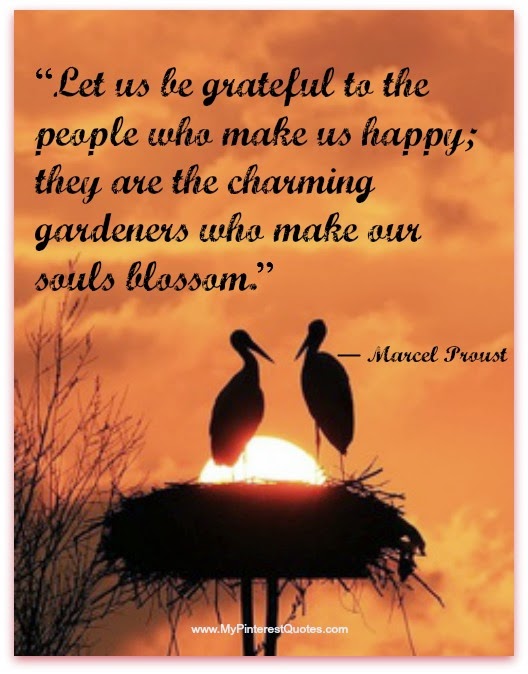 “Let us be grateful to the
people who make us happy;
they are the charming
gardeners who make our
souls blossom.”
— Marcel Proust
www.MyPinterestQuotes.com